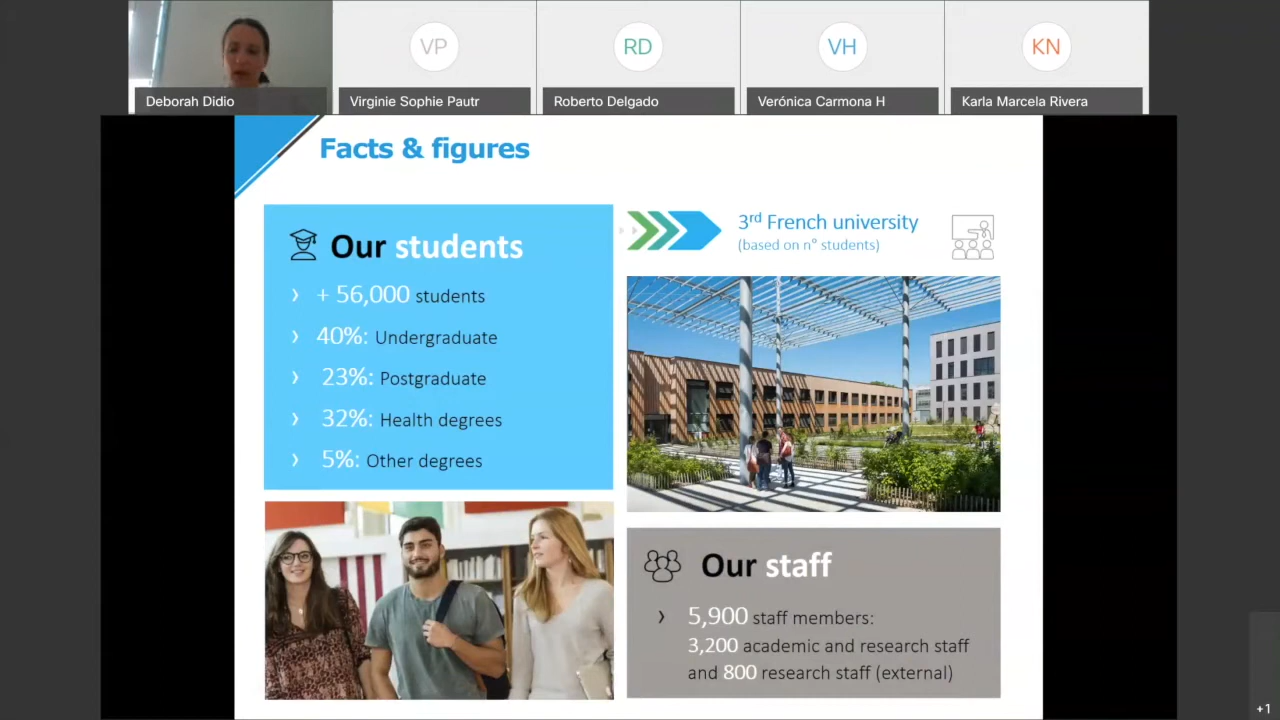 VP
RD
VH
KN
Deborah Didio
Virginie Sophie Pautr
Roberto Delgado
Verónica Carmona H
Karla Marcela Rivera
Facts & figures
Our students
+ 56,000 students
40%: Undergraduate
23%: Postgraduate
32%: Health degrees
5%: Other degrees
3rd French university
(based on n° students)
Our staff
5,900 staff members:
3,200 academic and research staff
and 800 research staff (external)
+1